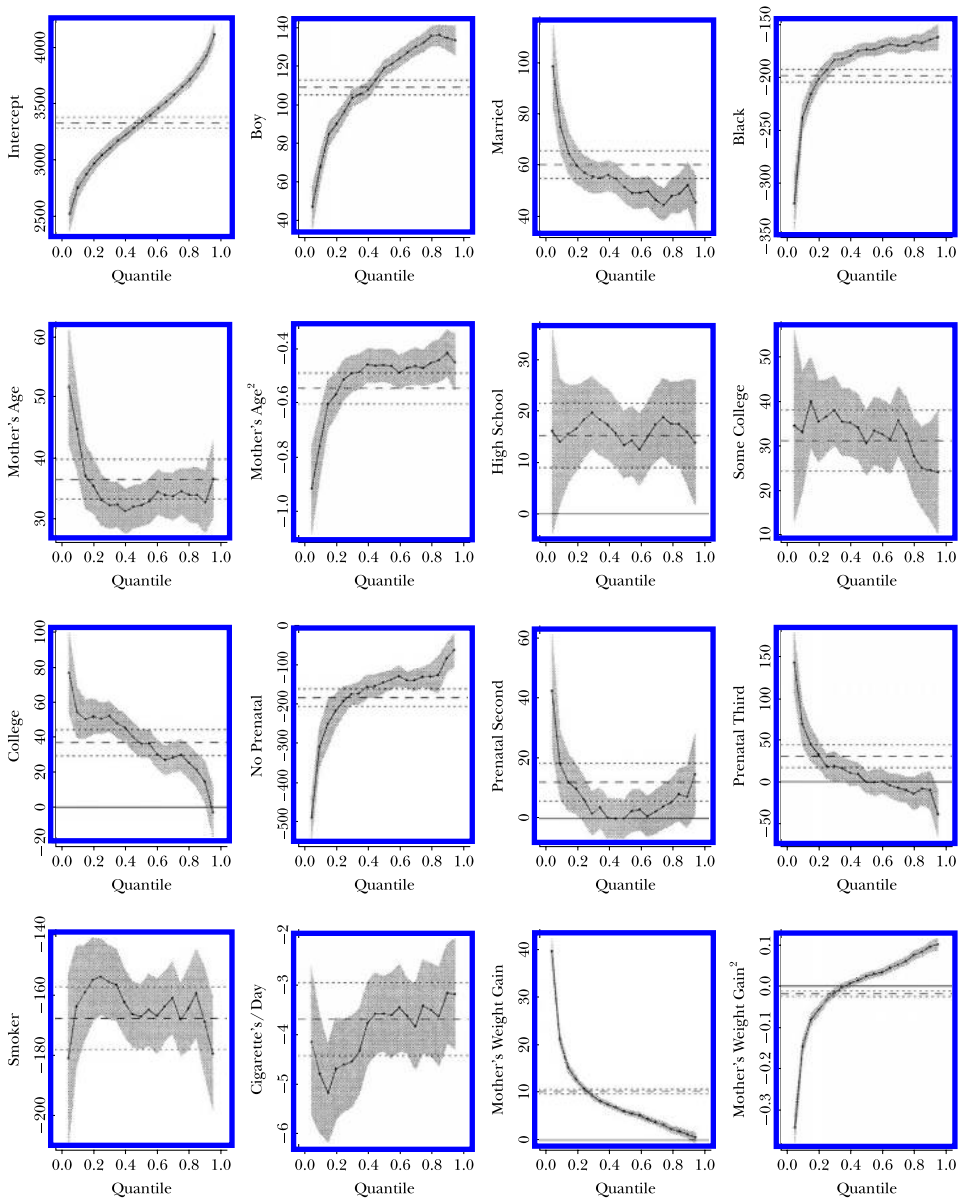 Intercept
2500 3000 3500 4000
0.0 0.2 0.4 0.6 0.8 1.0
Quantile
Boy
40 60 80 100 120 140
0.0 0.2 0.4 0.6 0.8 1.0
Quantile
Married
40 60 80 100
0.0 0.2 0.4 0.6 0.8 1.0
Quantile
Black
−350 −300 −250 −200 −150
0.0 0.2 0.4 0.6 0.8 1.0
Quantile
Mother's Age
30 40 50 60
0.0 0.2 0.4 0.6 0.8 1.0
Quantile
Mother's Age²
−1.0 −0.8 −0.6 −0.4
0.0 0.2 0.4 0.6 0.8 1.0
Quantile
High School
0 10 20 30
0.0 0.2 0.4 0.6 0.8 1.0
Quantile
Some College
10 20 30 40 50
0.0 0.2 0.4 0.6 0.8 1.0
Quantile
College
−20 0 20 40 60 80 100
0.0 0.2 0.4 0.6 0.8 1.0
Quantile
No Prenatal
−500 −400 −300 −200 −100 0
0.0 0.2 0.4 0.6 0.8 1.0
Quantile
Prenatal Second
0 20 40 60
0.0 0.2 0.4 0.6 0.8 1.0
Quantile
Prenatal Third
−50 0 50 100 150
0.0 0.2 0.4 0.6 0.8 1.0
Quantile
Smoker
−200 −180 −160 −140
0.0 0.2 0.4 0.6 0.8 1.0
Quantile
Cigarette's/Day
−6 −5 −4 −3 −2
0.0 0.2 0.4 0.6 0.8 1.0
Quantile
Mother's Weight Gain
0 10 20 30 40
0.0 0.2 0.4 0.6 0.8 1.0
Quantile
Mother's Weight Gain²
−0.3 −0.2 −0.1 0.0 0.1
0.0 0.2 0.4 0.6 0.8 1.0
Quantile